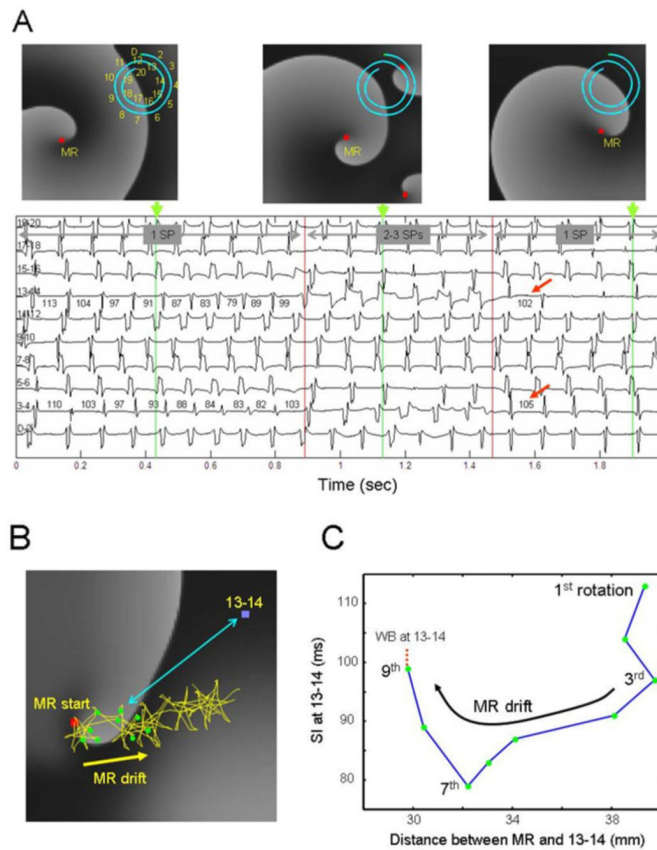 A
D 2
11 12 13 3
10 20 14 4
19 15
9 18 17 16 5
8 7 6
MR
MR
MR
19-20
1 SP 2-3 SPs 1 SP
17-18
15-16
13-14
113 104 97 91 87 83 79 89 99 102
11-12
9-10
7-8
5-6
3-4
110 103 97 93 88 84 83 82 103 105
0 0.2 0.4 0.6 0.8 1 1.2 1.4 1.6 1.8
Time (sec)
B
13-14
MR start
MR drift
C
SI at 13-14 (ms)
110
100
90
80
1st rotation
WB at 13-14
9th
3rd
MR drift
7th
30 34 38
Distance between MR and 13-14 (mm)